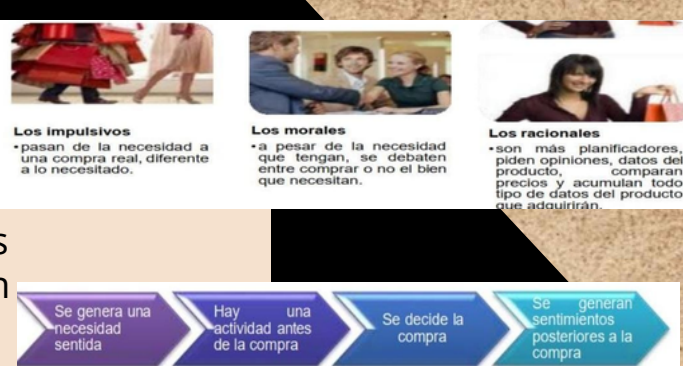 Los impulsivos
•pasan de la necesidad a
una compra real, diferente
a lo necesitado.
Los morales
•a pesar de la necesidad
que tengan, se debaten
entre comprar o no el bien
que necesitan.
Los racionales
•son más planificadores,
piden opiniones, datos del
producto, comparan
precios y acumulan todo
tipo de datos del producto
que adquirirán.
s
n
Se genera una
necesidad
sentida
Hay una
actividad antes
de la compra
Se decide la
compra
Se generan
sentimientos
posteriores a la
compra